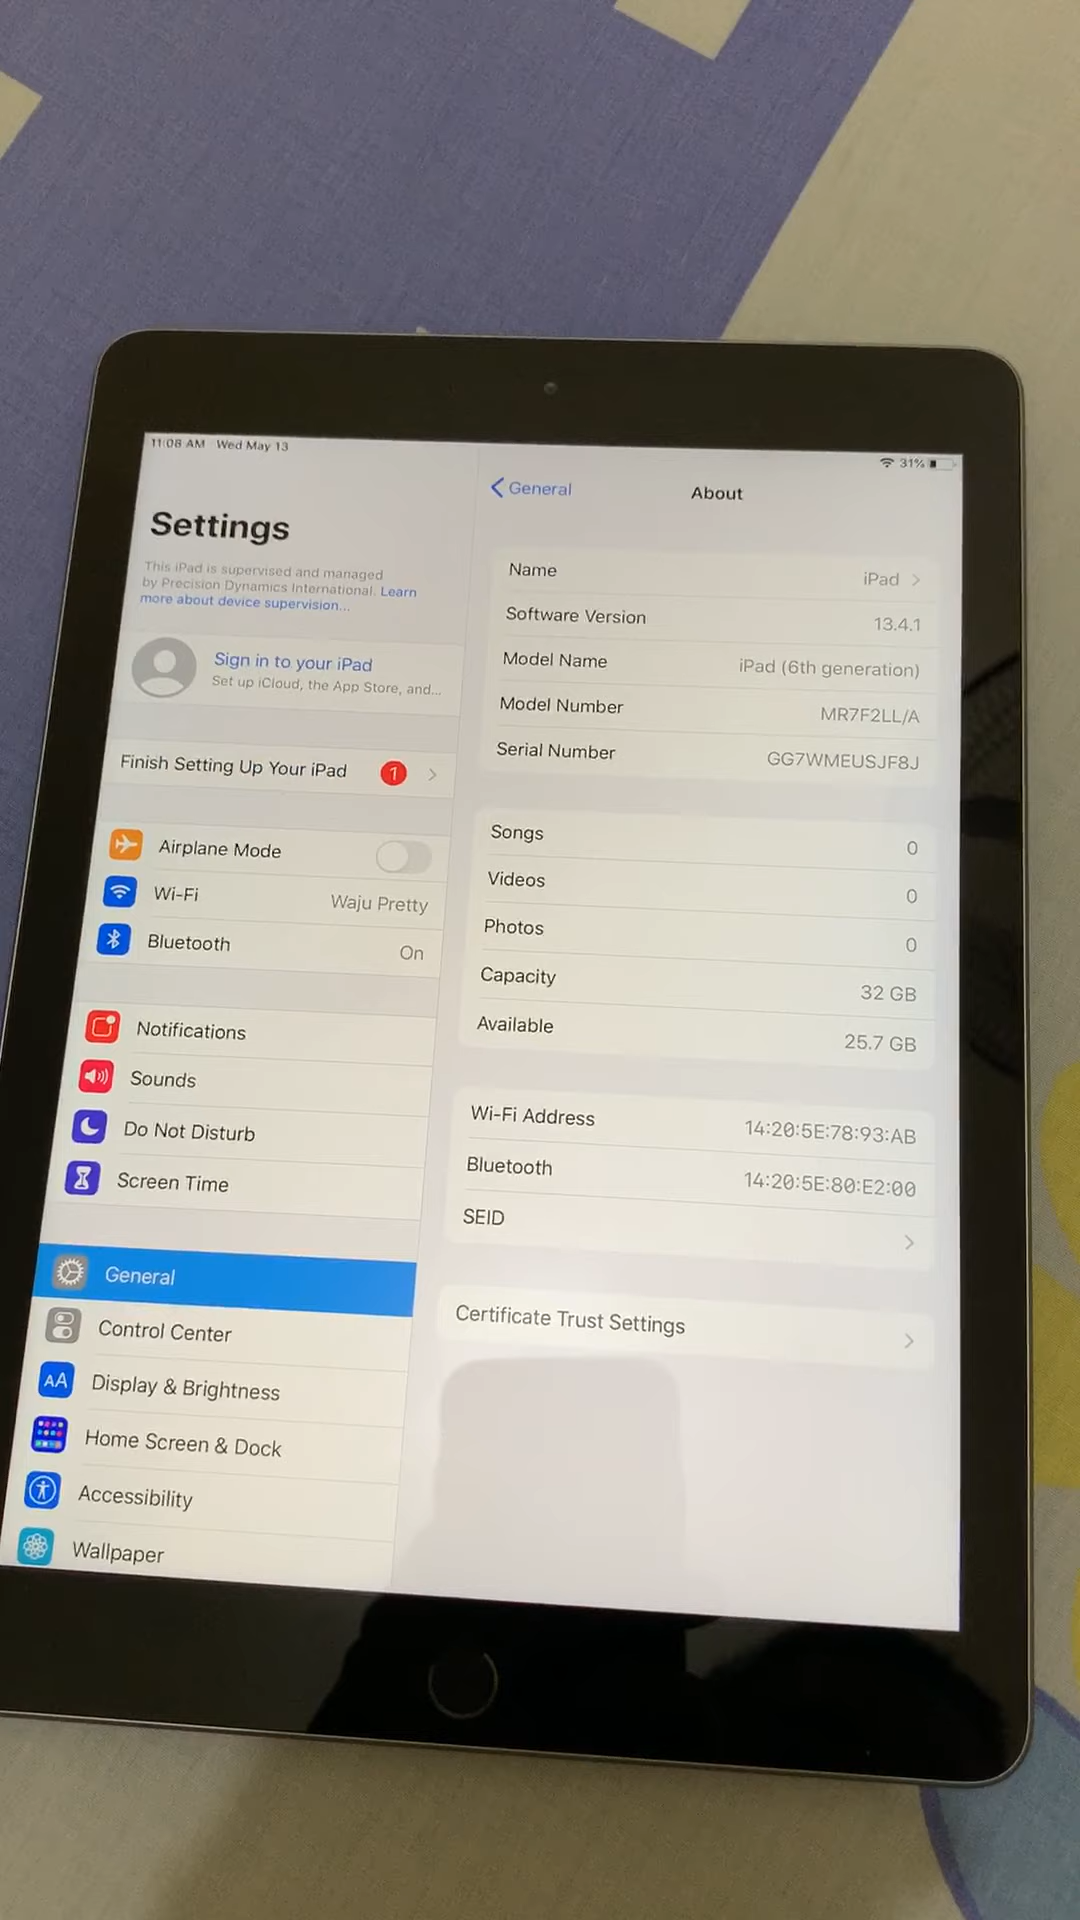 11:08 AM Wed May 13
31%
Settings
This iPad is supervised and managed
by Precision Dynamics International. Learn
more about device supervision...
Sign in to your iPad
Set up iCloud, the App Store, and...
Finish Setting Up Your iPad 1
Airplane Mode
Wi-Fi Waju Pretty
Bluetooth On
Notifications
Sounds
Do Not Disturb
Screen Time
General
Control Center
AA Display & Brightness
Home Screen & Dock
Accessibility
Wallpaper
General
About
Name iPad
Software Version 13.4.1
Model Name iPad (6th generation)
Model Number MR7F2LL/A
Serial Number GG7WMEUSJF8J
Songs 0
Videos 0
Photos 0
Capacity 32 GB
Available 25.7 GB
Wi-Fi Address 14:20:5E:78:93:AB
Bluetooth 14:20:5E:80:E2:00
SEID
Certificate Trust Settings